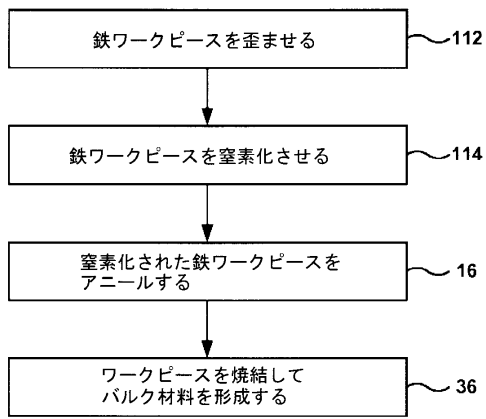 鉄ワークピースを歪ませる
112
鉄ワークピースを窒素化させる
114
窒素化された鉄ワークピースを
アニールする
16
ワークピースを焼結して
バルク材料を形成する
36